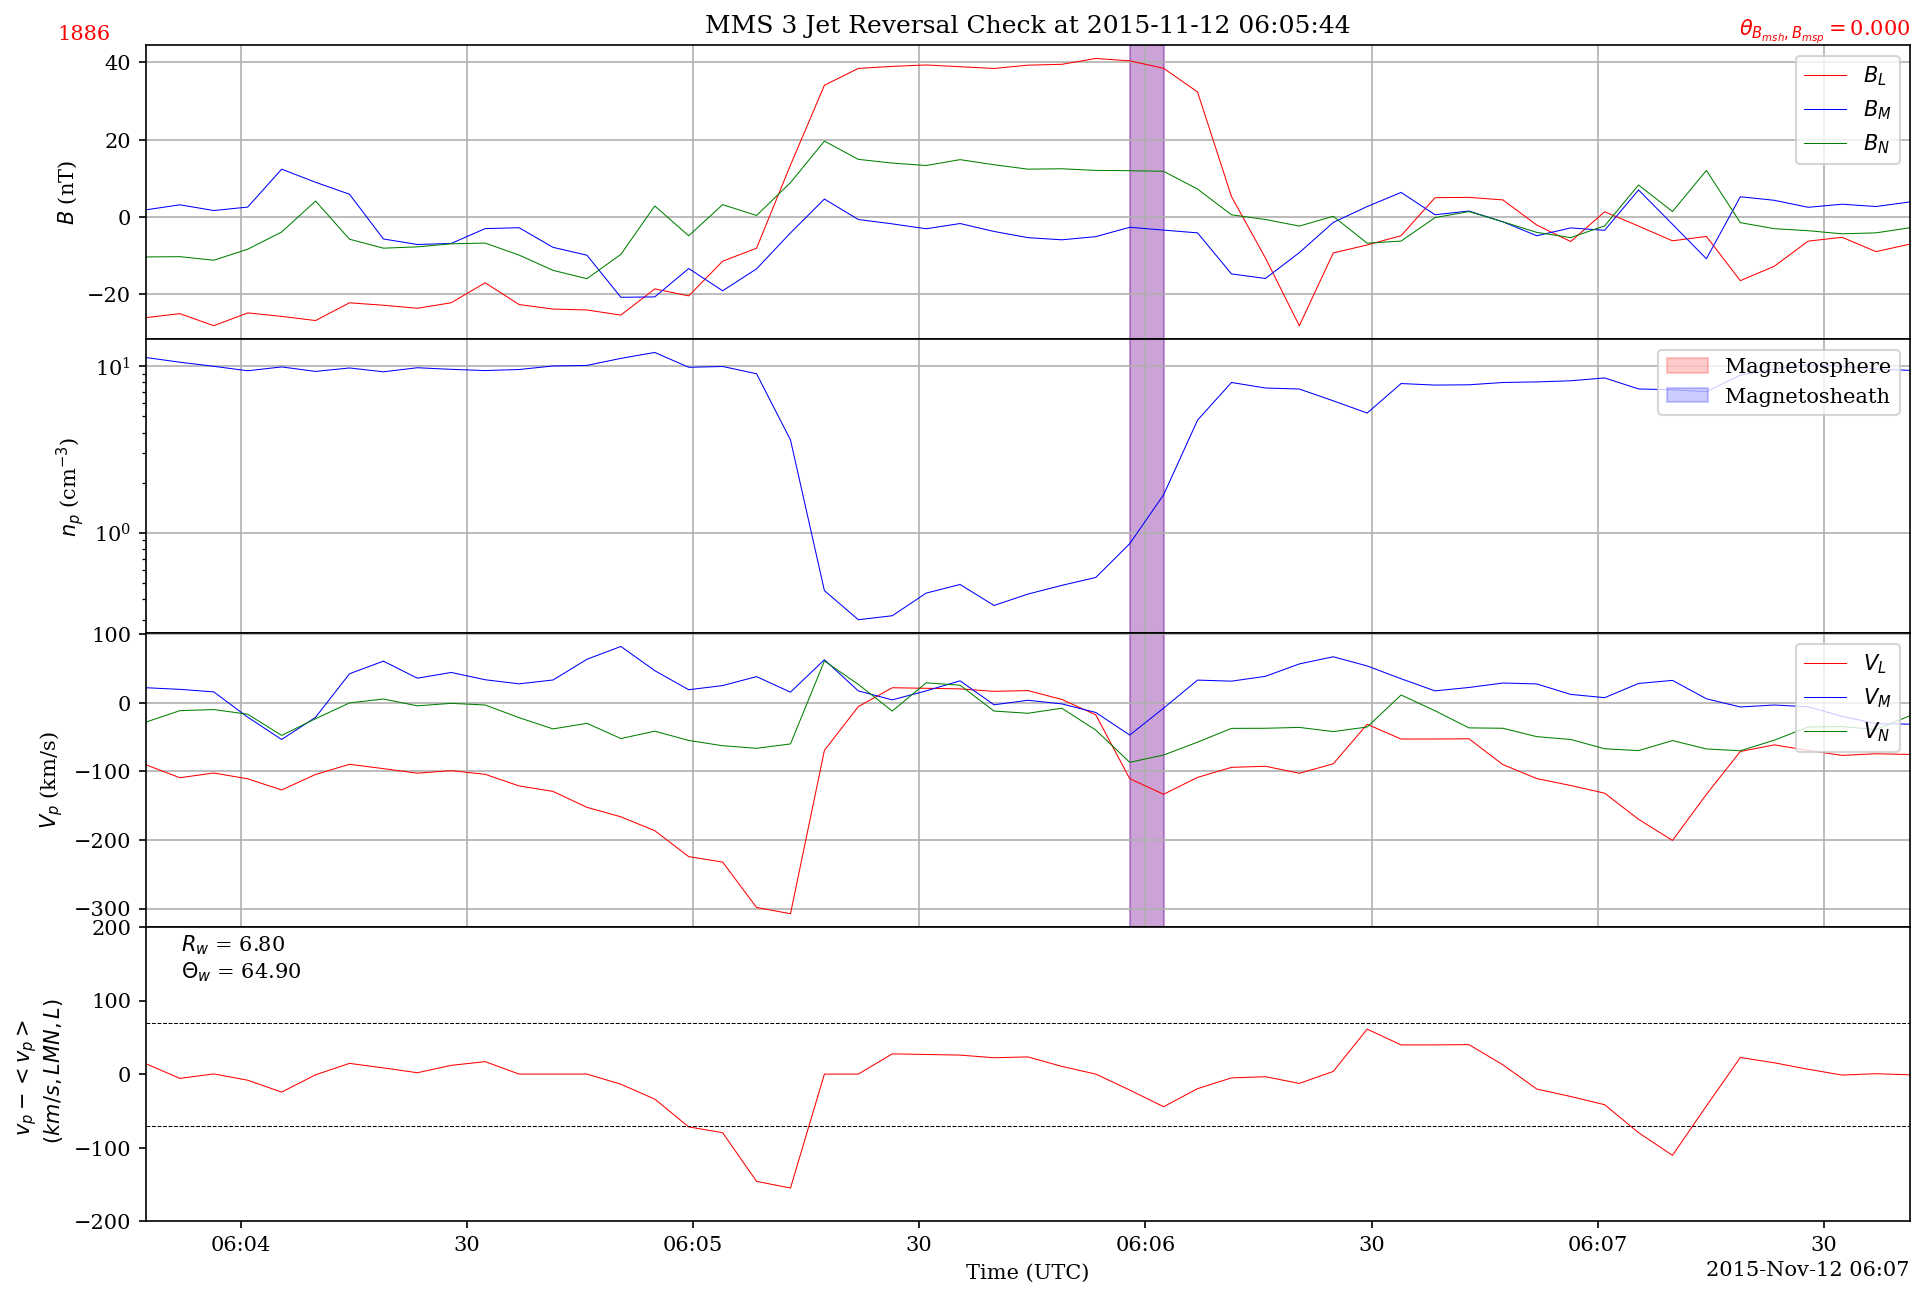 1886
MMS 3 Jet Reversal Check at 2015-11-12 06:05:44
θ_{B_{msh}, B_{msp}} = 0.000
40
20
0
−20
B (nT)
B_L
B_M
B_N
10^1
10^0
n_p (cm^{−3})
Magnetosphere
Magnetosheath
100
0
−100
−200
−300
V_p (km/s)
V_L
V_M
V_N
200
100
0
−100
−200
v_p − < v_p >
(km/s, LMN, L)
R_w = 6.80
Θ_w = 64.90
06:04
30
06:05
30
06:06
30
06:07
30
Time (UTC)
2015-Nov-12 06:07